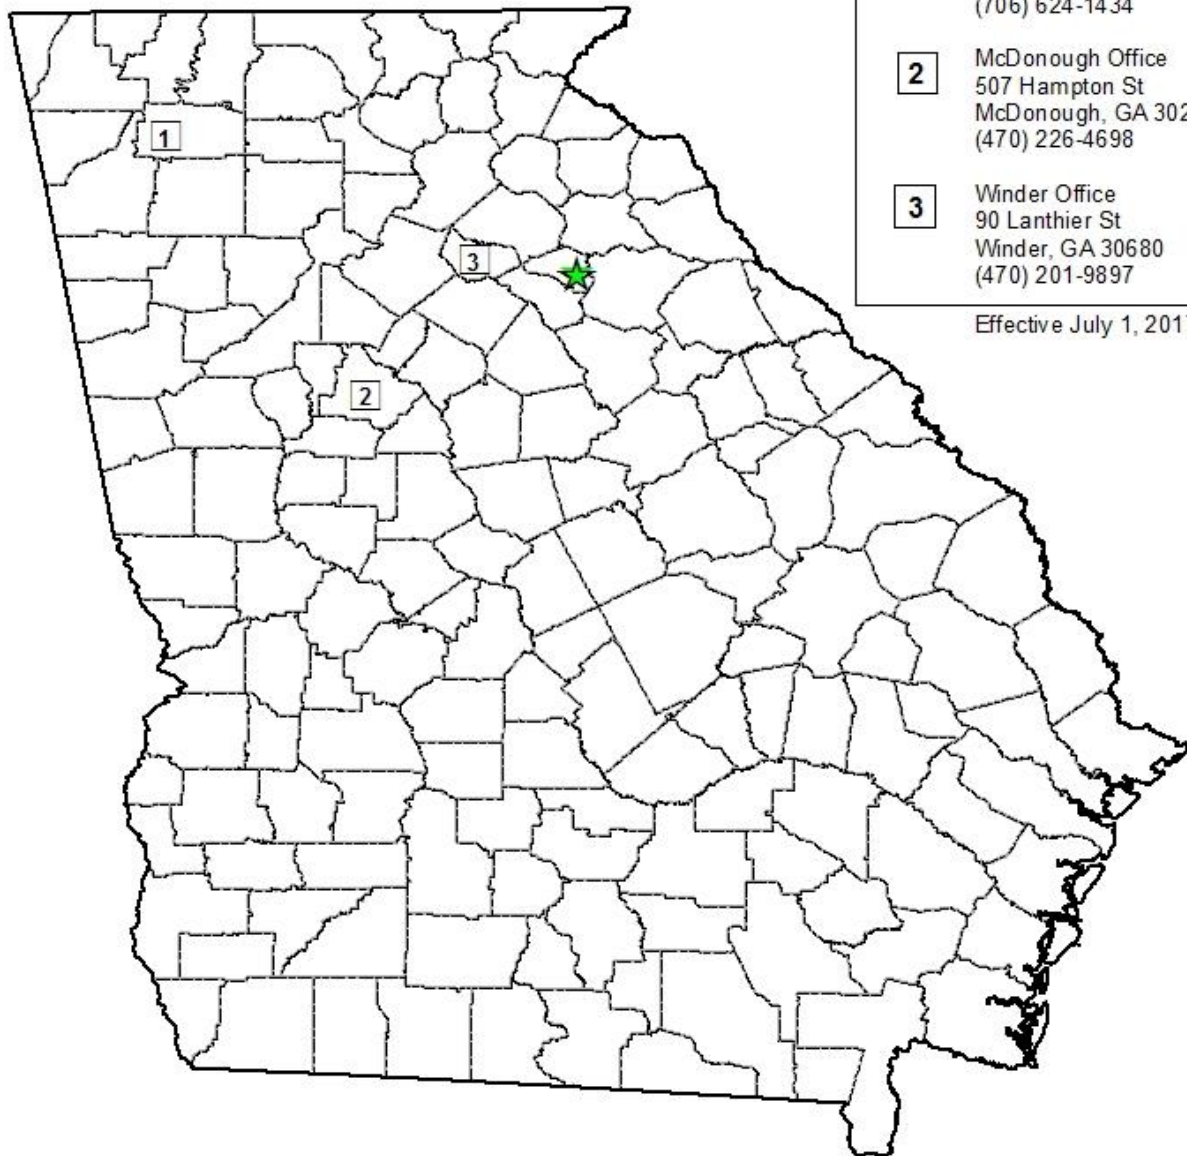 (706) 624-1434
2
McDonough Office
507 Hampton St
McDonough, GA 302
(470) 226-4698
3
Winder Office
90 Lanthier St
Winder, GA 30680
(470) 201-9897
Effective July 1, 201
1
3
2